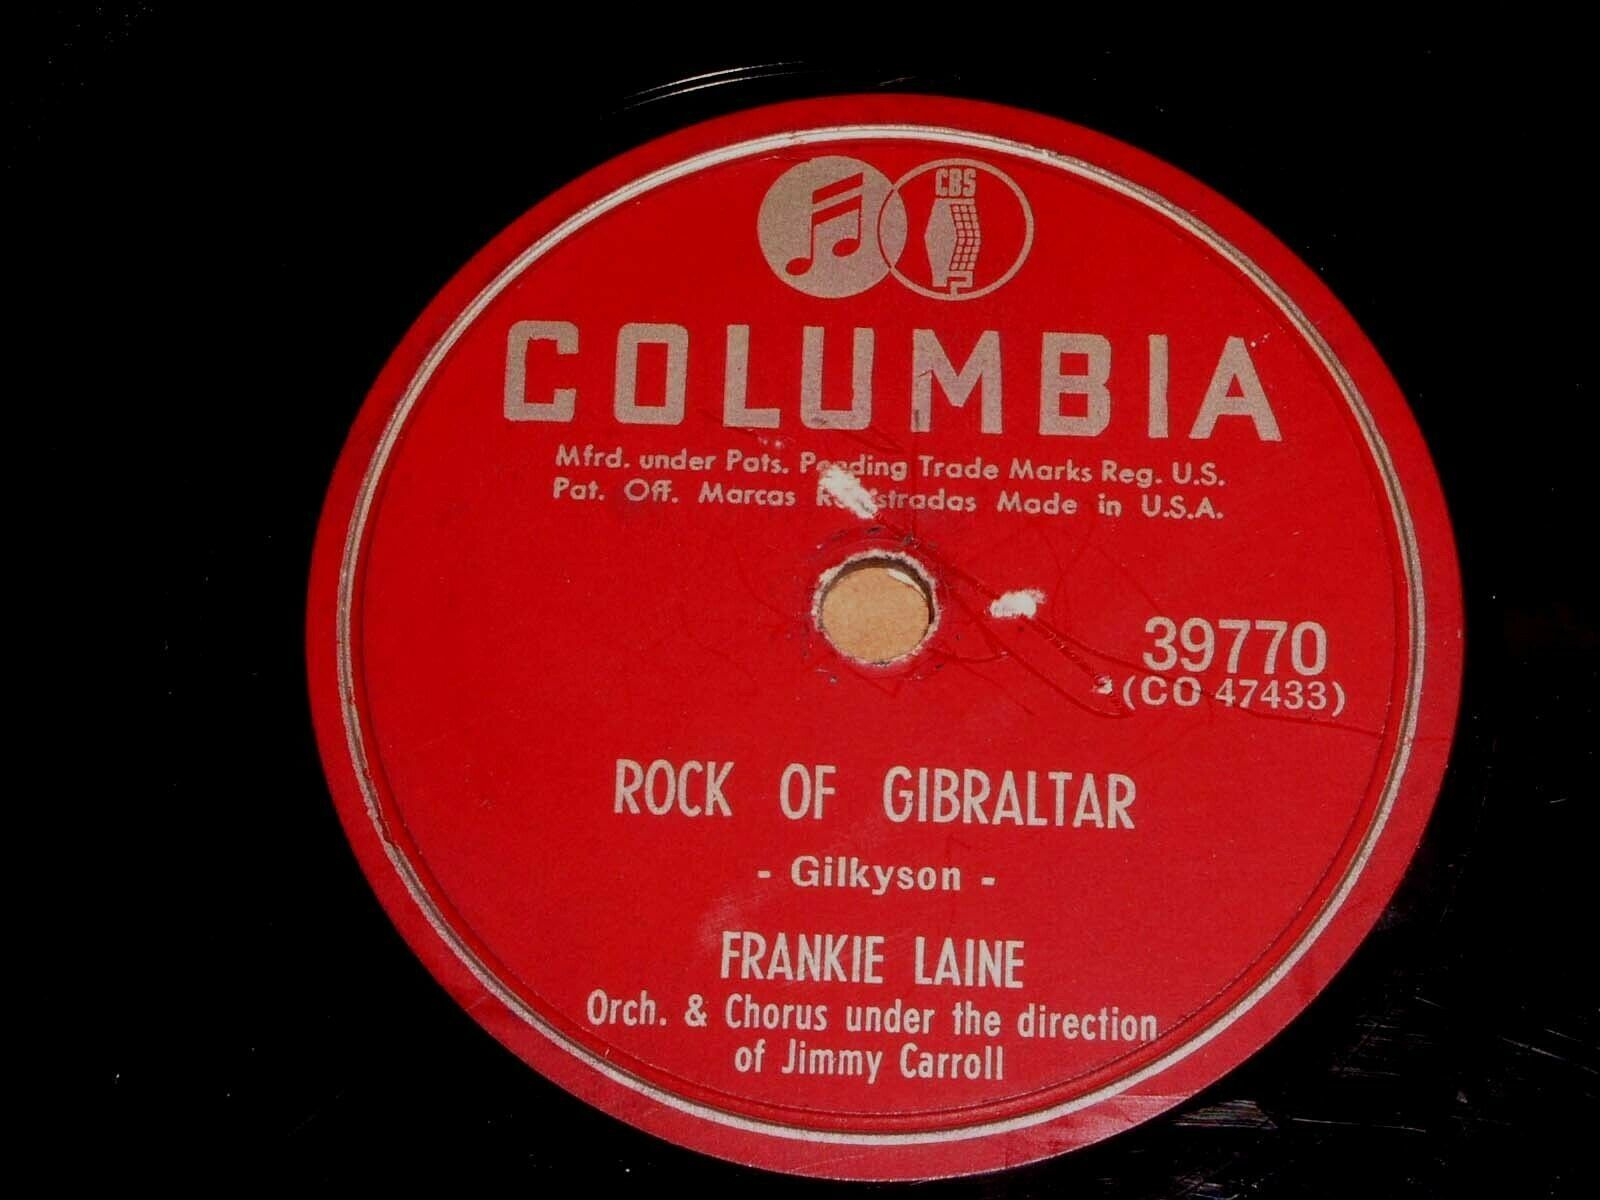 CBS
COLUMBIA
Mfrd. under Pats. Pending Trade Marks Reg. U.S.
Pat. Off. Marcas Registradas Made in U.S.A.
39770
(CO 47433)
ROCK OF GIBRALTAR
- Gilkyson -
FRANKIE LAINE
Orch. & Chorus under the direction
of Jimmy Carroll